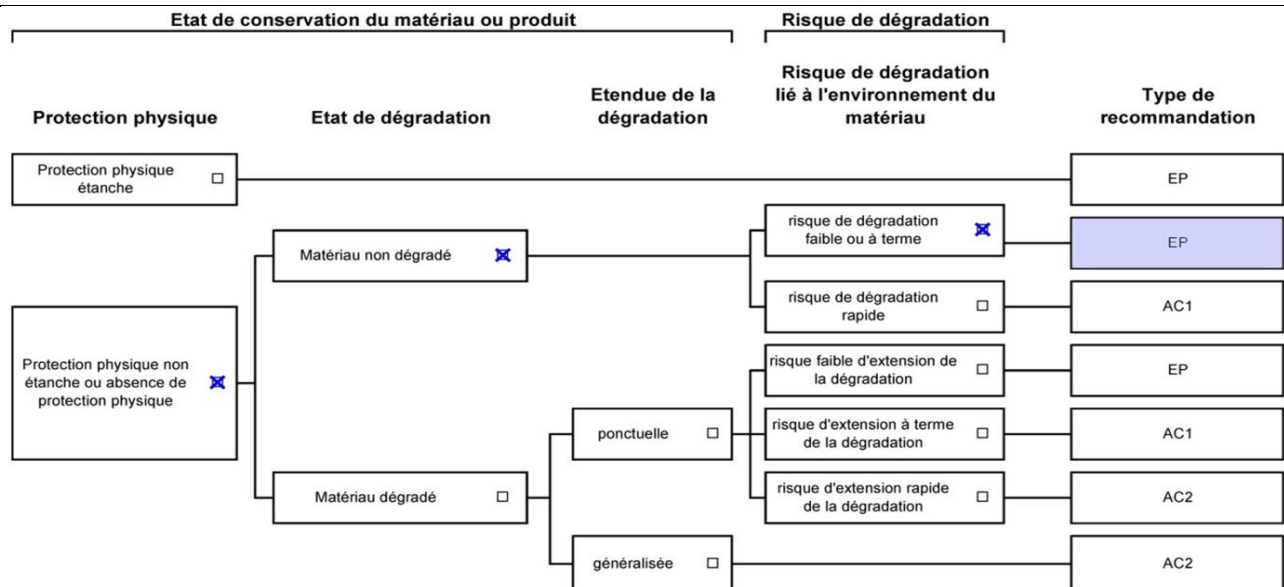 Etat de conservation du matériau ou produit
Risque de dégradation
Protection physique
Etat de dégradation
Etendue de la
dégradation
Risque de dégradation
lié à l'environnement du
matériau
Type de
recommandation
Protection physique
étanche
EP
Protection physique non
étanche ou absence de
protection physique
Matériau non dégradé
risque de dégradation
faible ou à terme
EP
risque de dégradation
rapide
AC1
Matériau dégradé
ponctuelle
risque faible d'extension de
la dégradation
EP
risque d'extension à terme
de la dégradation
AC1
risque d'extension rapide
de la dégradation
AC2
généralisée
AC2